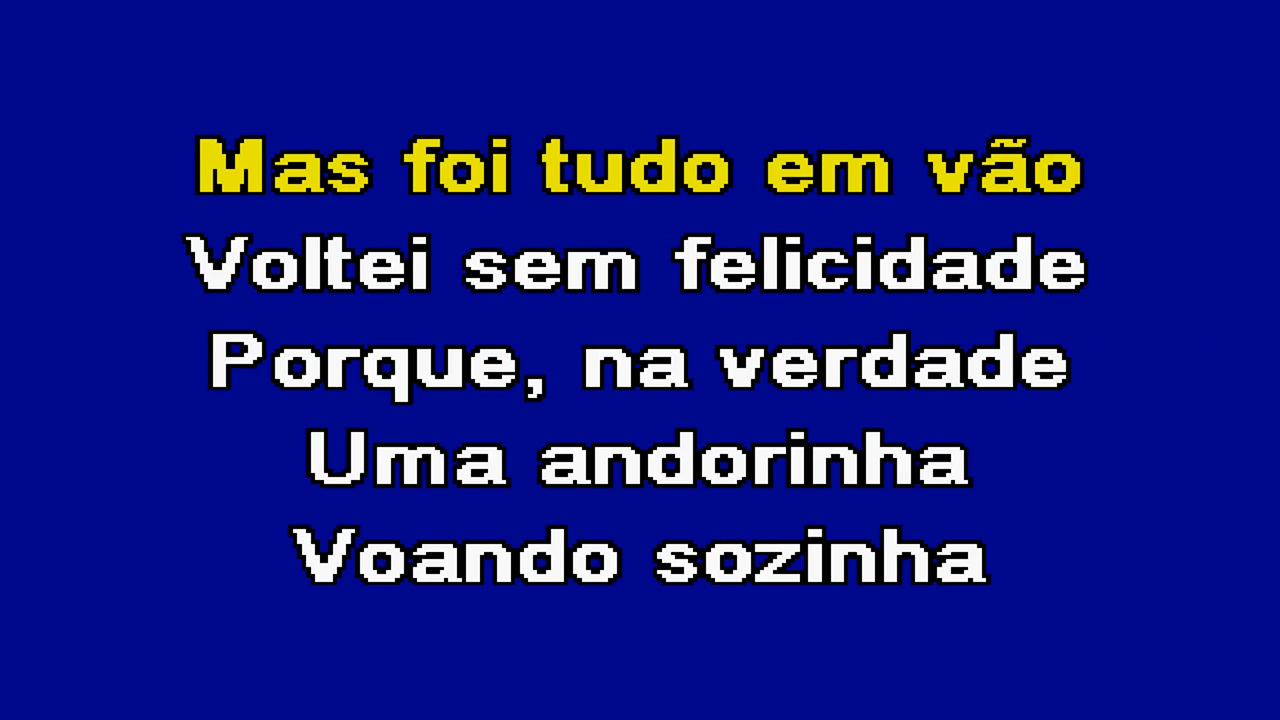 Mas foi tudo em vão
Voltei sem felicidade
Porque, na verdade
Uma andorinha
Voando sozinha